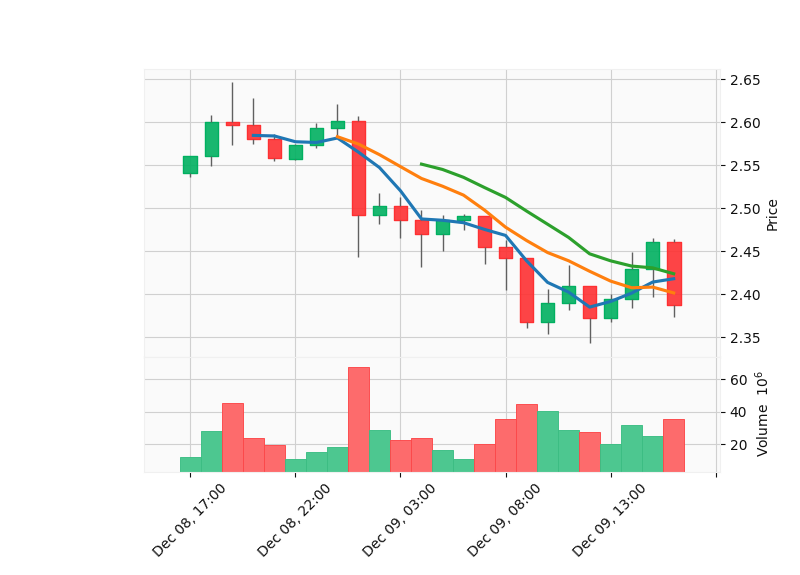 2.65
2.60
2.55
2.50
2.45
2.40
2.35
Price
60
40
20
Volume 10^6
Dec 08, 17:00
Dec 08, 22:00
Dec 09, 03:00
Dec 09, 08:00
Dec 09, 13:00